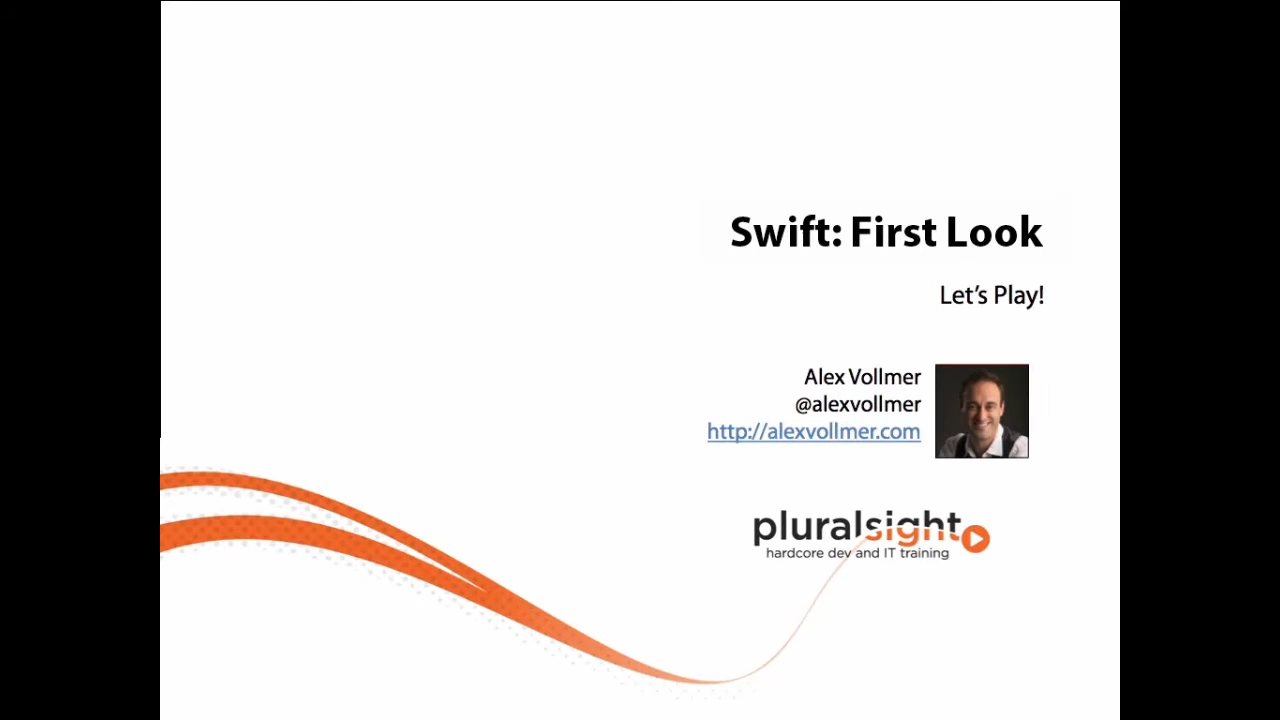 Swift: First Look
Let's Play!
Alex Vollmer
@alexvollmer
http://alexvollmer.com
pluralsight
hardcore dev and IT training